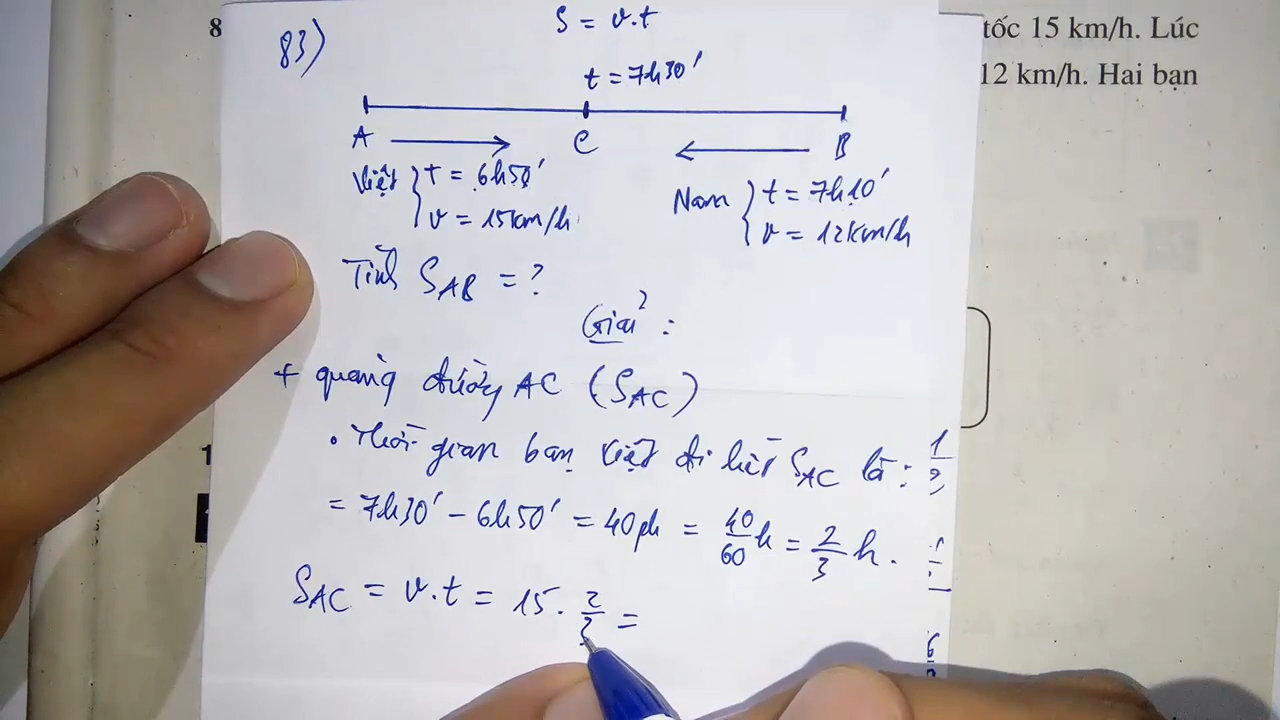 8
tốc 15 km/h. Lúc
12 km/h. Hai bạn
83)
S = v.t
t = 7h30'
A C B
Việt { t = 6h50'
v = 15km/h
Nam { t = 7h10'
v = 12km/h
Tính S_AB = ?
Giải :
+ quãng đường AC (S_AC)
• Thời gian bạn Việt đi hết S_AC là :
= 7h30' - 6h50' = 40ph = 40/60 h = 2/3 h.
S_AC = v.t = 15. 2/3 =